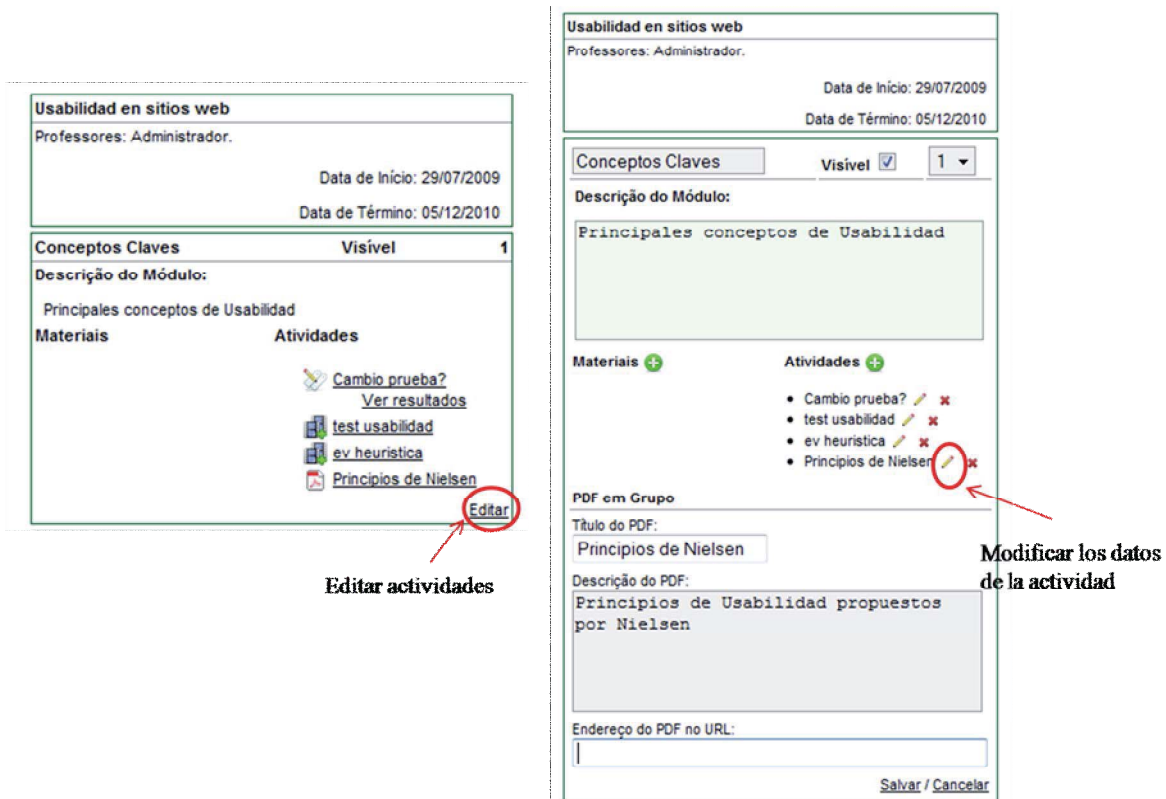 Usabilidad en sitios web
Professores: Administrador.
Data de Início: 29/07/2009
Data de Término: 05/12/2010
Conceptos Claves Visível 1
Descrição do Módulo:
Principales conceptos de Usabilidad
Materiais Atividades
Cambio prueba?
Ver resultados
test usabilidad
ev heuristica
Principios de Nielsen
Editar
Editar actividades
Usabilidad en sitios web
Professores: Administrador.
Data de Início: 29/07/2009
Data de Término: 05/12/2010
Conceptos Claves Visível 1
Descrição do Módulo:
Principales conceptos de Usabilidad
Materiais Atividades
Cambio prueba?
test usabilidad
ev heuristica
Principios de Nielsen
PDF em Grupo
Título do PDF:
Principios de Nielsen
Descrição do PDF:
Principios de Usabilidad propuestos
por Nielsen
Endereço do PDF no URL:
Salvar / Cancelar
Modificar los datos
de la actividad